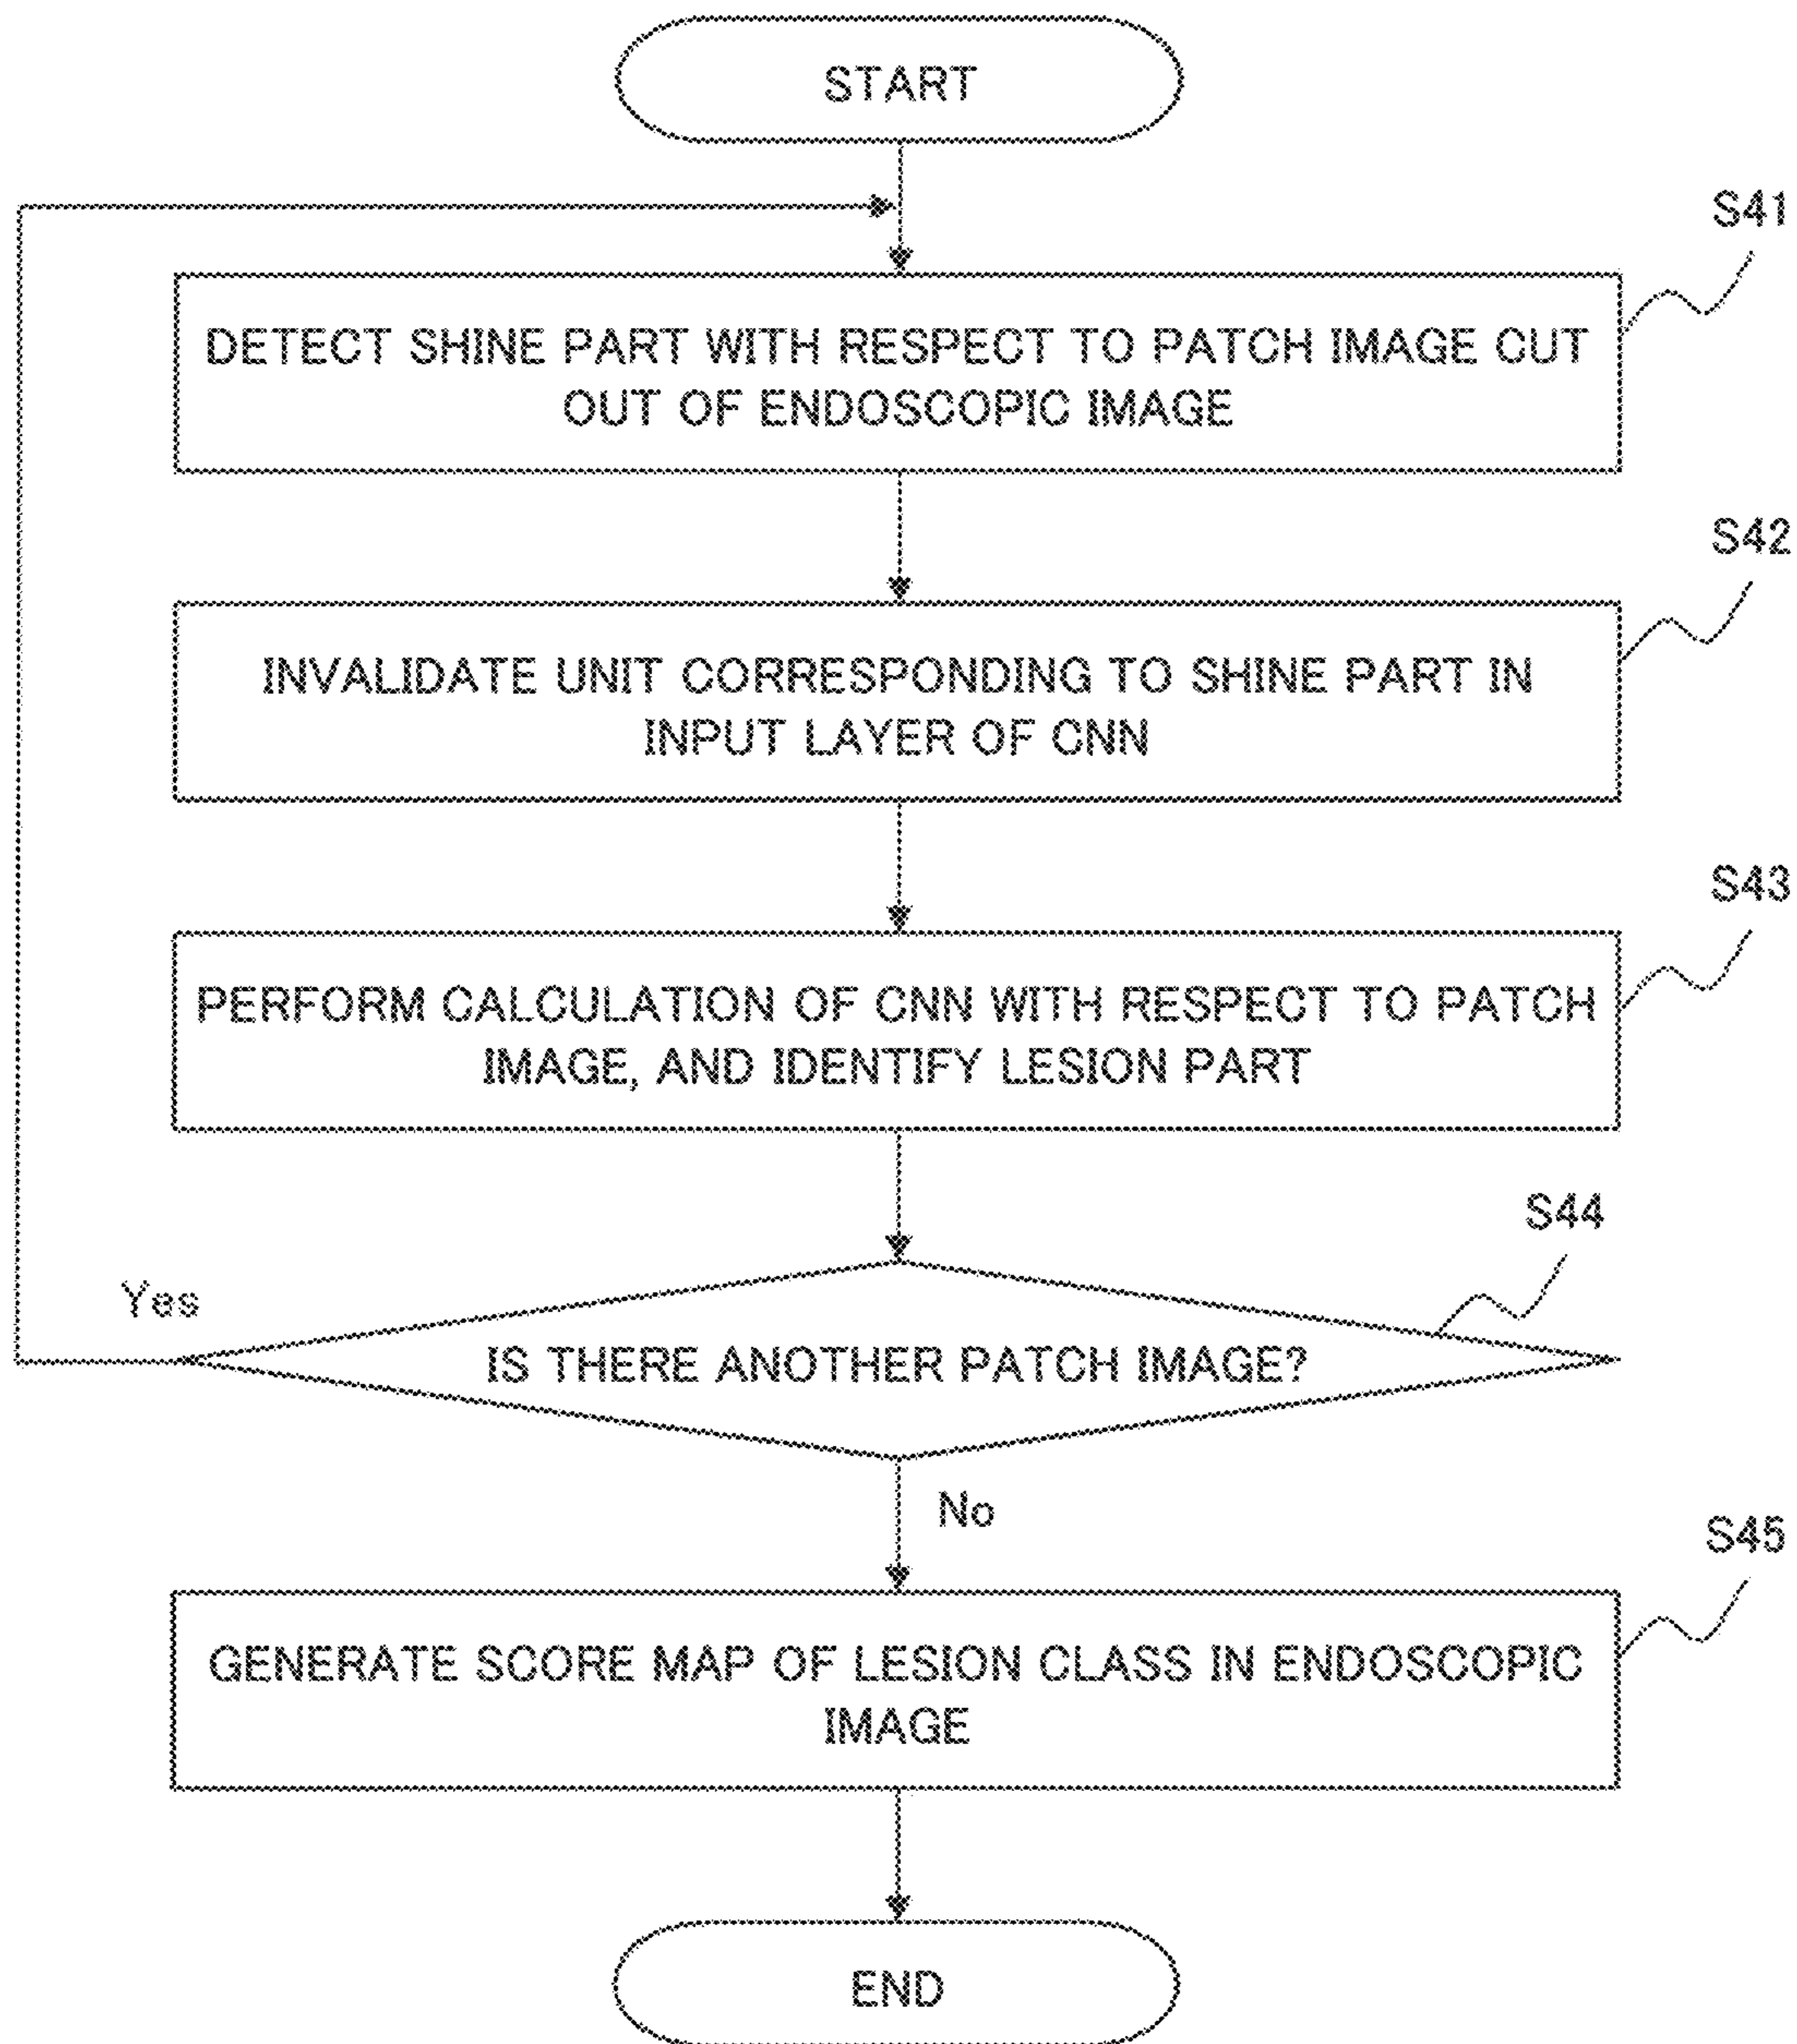 START
S41
DETECT SHINE PART WITH RESPECT TO PATCH IMAGE CUT
OUT OF ENDOSCOPIC IMAGE
S42
INVALIDATE UNIT CORRESPONDING TO SHINE PART IN
INPUT LAYER OF CNN
S43
PERFORM CALCULATION OF CNN WITH RESPECT TO PATCH
IMAGE, AND IDENTIFY LESION PART
S44
Yes
IS THERE ANOTHER PATCH IMAGE?
No
S45
GENERATE SCORE MAP OF LESION CLASS IN ENDOSCOPIC
IMAGE
END